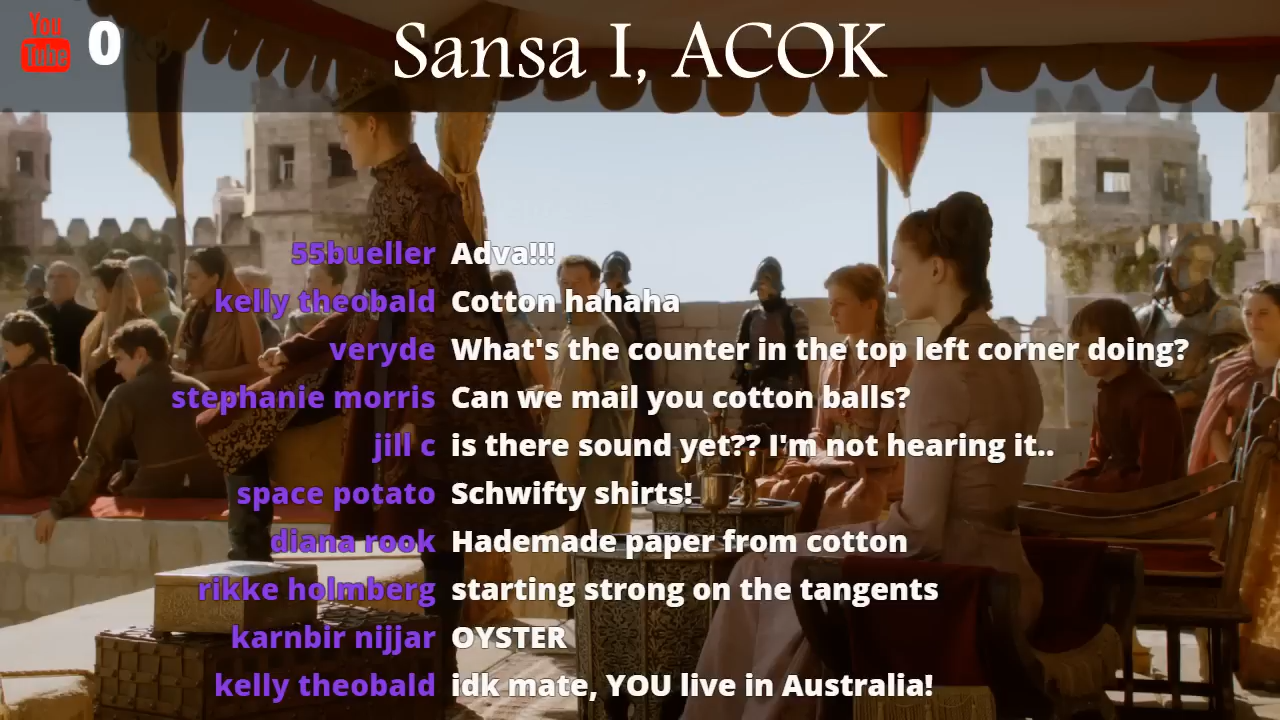 You
Tube 0
Sansa I, ACOK
55bueller Adva!!!
kelly theobald Cotton hahaha
veryde What's the counter in the top left corner doing?
stephanie morris Can we mail you cotton balls?
jill c is there sound yet?? I'm not hearing it..
space potato Schwifty shirts!
diana rook Hademade paper from cotton
rikke holmberg starting strong on the tangents
karnbir nijjar OYSTER
kelly theobald idk mate, YOU live in Australia!